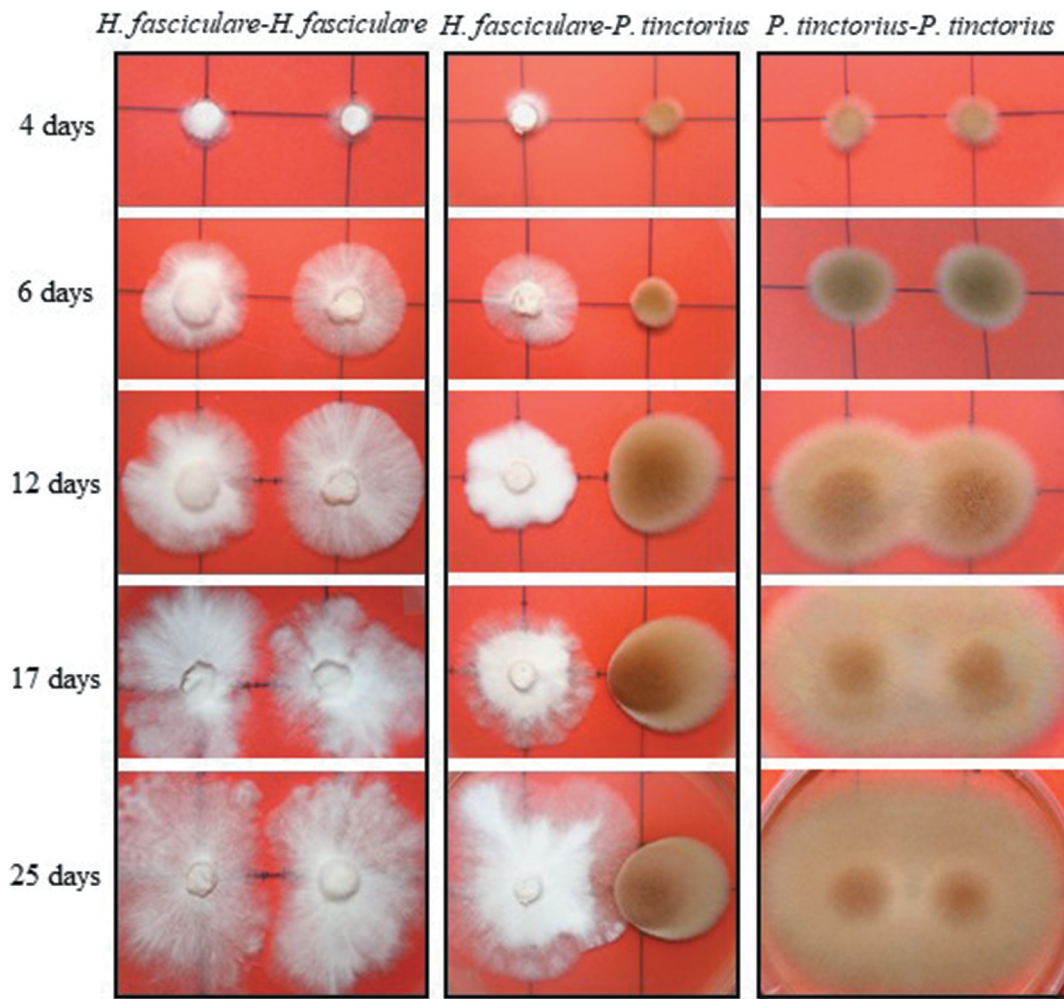 H. fasciculare-H. fasciculare H. fasciculare-P. tinctorius P. tinctorius-P. tinctorius
4 days
6 days
12 days
17 days
25 days